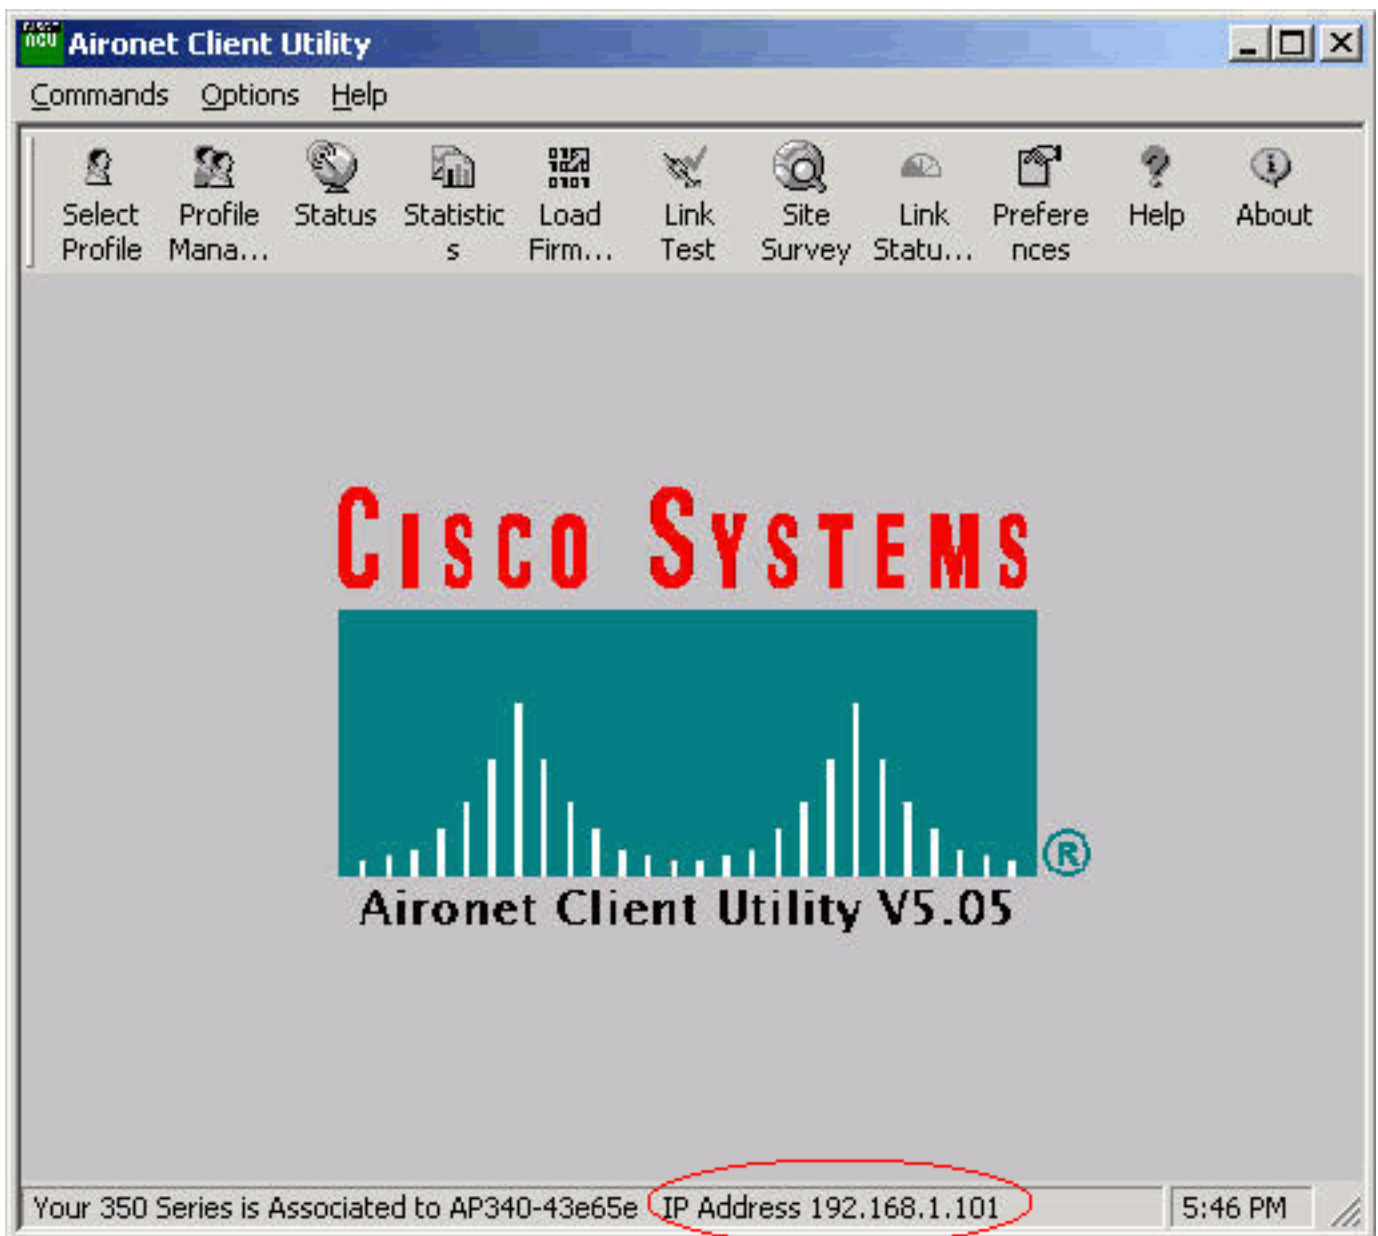 CISCO
ACU
Aironet Client Utility
Commands Options Help
Select Profile
Profile Mana...
Status
Statistic
s
Load Firm...
Link Test
Site Survey
Link Statu...
Prefere
nces
Help
About
CISCO SYSTEMS
®
Aironet Client Utility V5.05
Your 350 Series is Associated to AP340-43e65e IP Address 192.168.1.101 5:46 PM